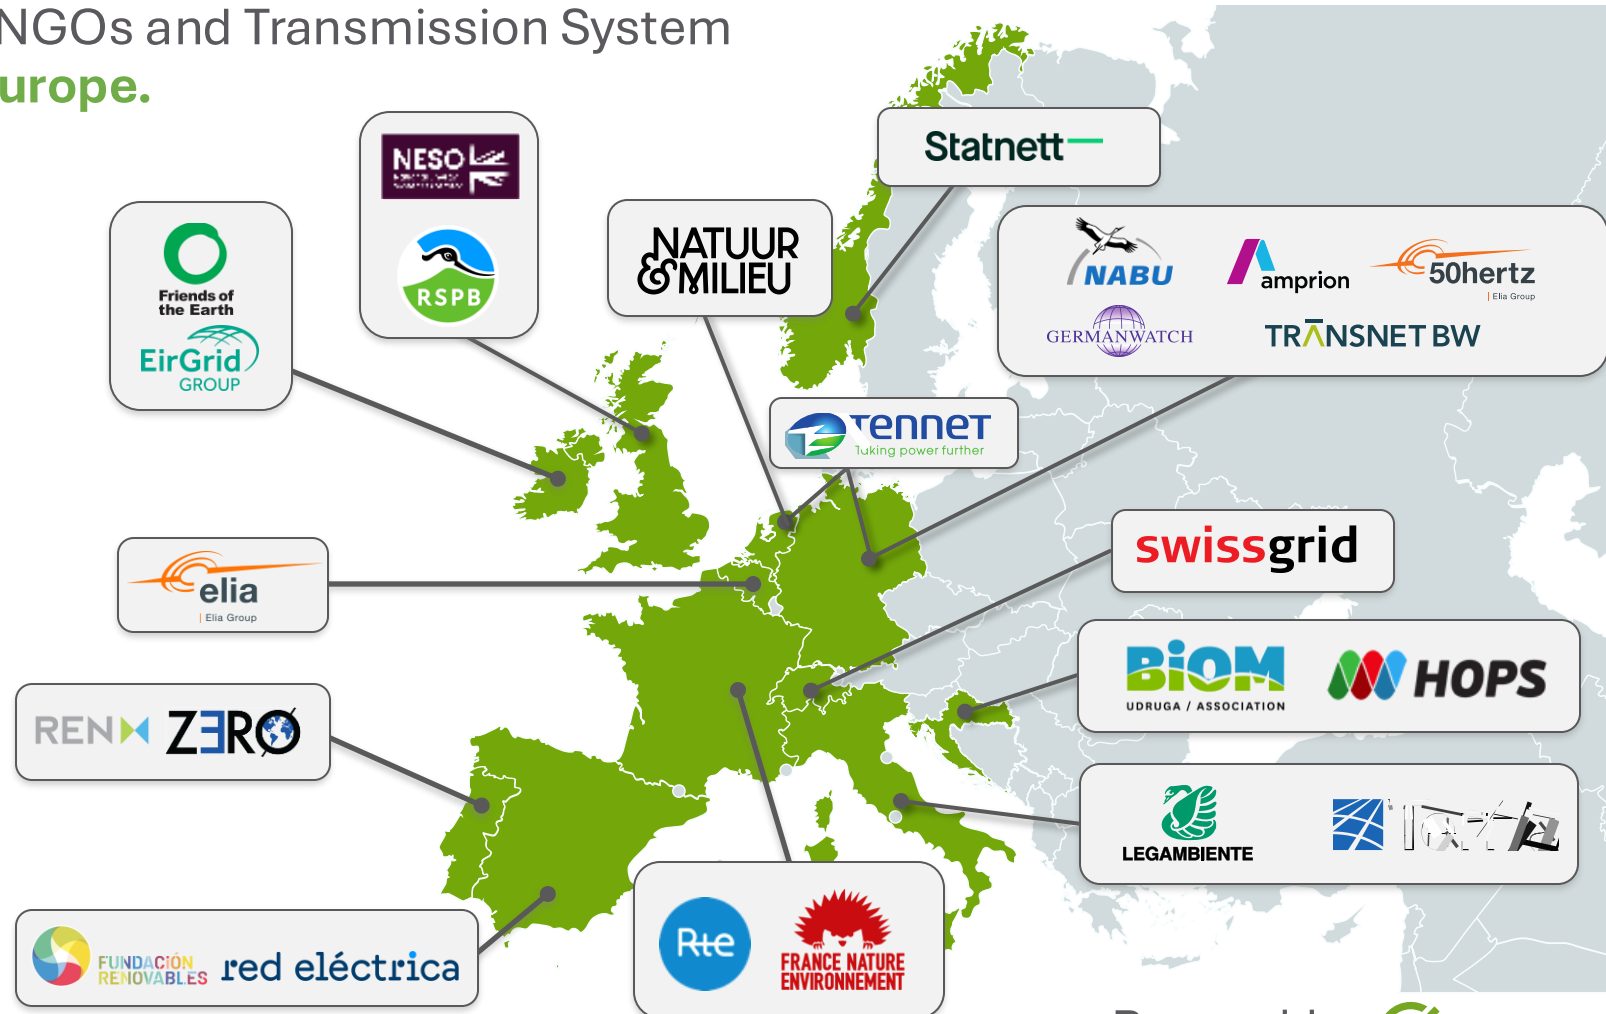 NGOs and Transmission System
urope.
Statnett
NESO
RSPB
NATUUR
&MILIEU
Friends of
the Earth
EirGrid
GROUP
NABU
amprion
50hertz
Elia Group
GERMANWATCH
TRANSNET BW
TenneT
Taking power further
swissgrid
elia
Elia Group
BiOM
UDRUGA / ASSOCIATION
HOPS
REN
ZERO
LEGAMBIENTE
Terna
Rte
FRANCE NATURE
ENVIRONNEMENT
FUNDACIÓN
RENOVABLES
red eléctrica